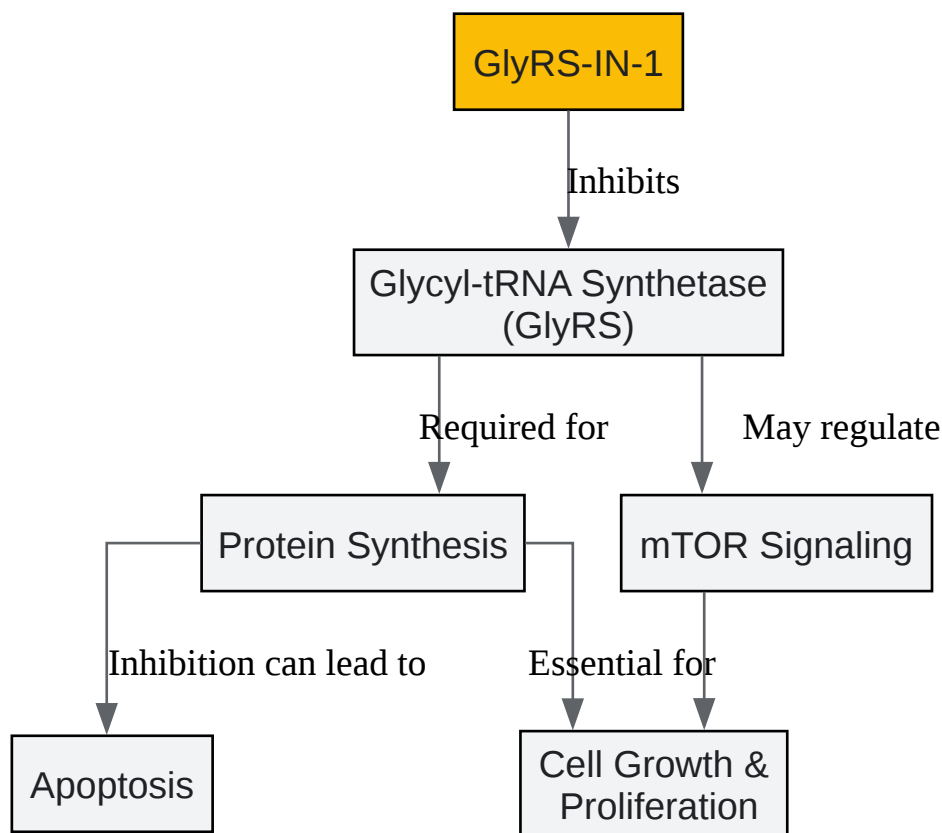 GlyRS-IN-1
Inhibits
Glycyl-tRNA Synthetase
(GlyRS)
Required for
May regulate
Protein Synthesis
mTOR Signaling
Inhibition can lead to
Essential for
Apoptosis
Cell Growth &
Proliferation